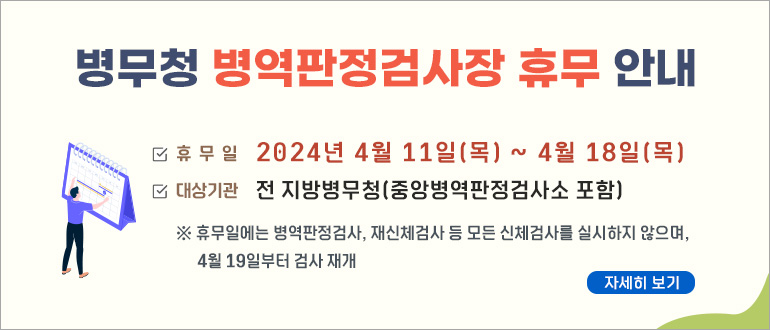 병무청 병역판정검사장 휴무 안내
휴 무 일 2024년 4월 11일(목) ~ 4월 18일(목)
대상기관 전 지방병무청(중앙병역판정검사소 포함)
※ 휴무일에는 병역판정검사, 재신체검사 등 모든 신체검사를 실시하지 않으며,
4월 19일부터 검사 재개
자세히 보기